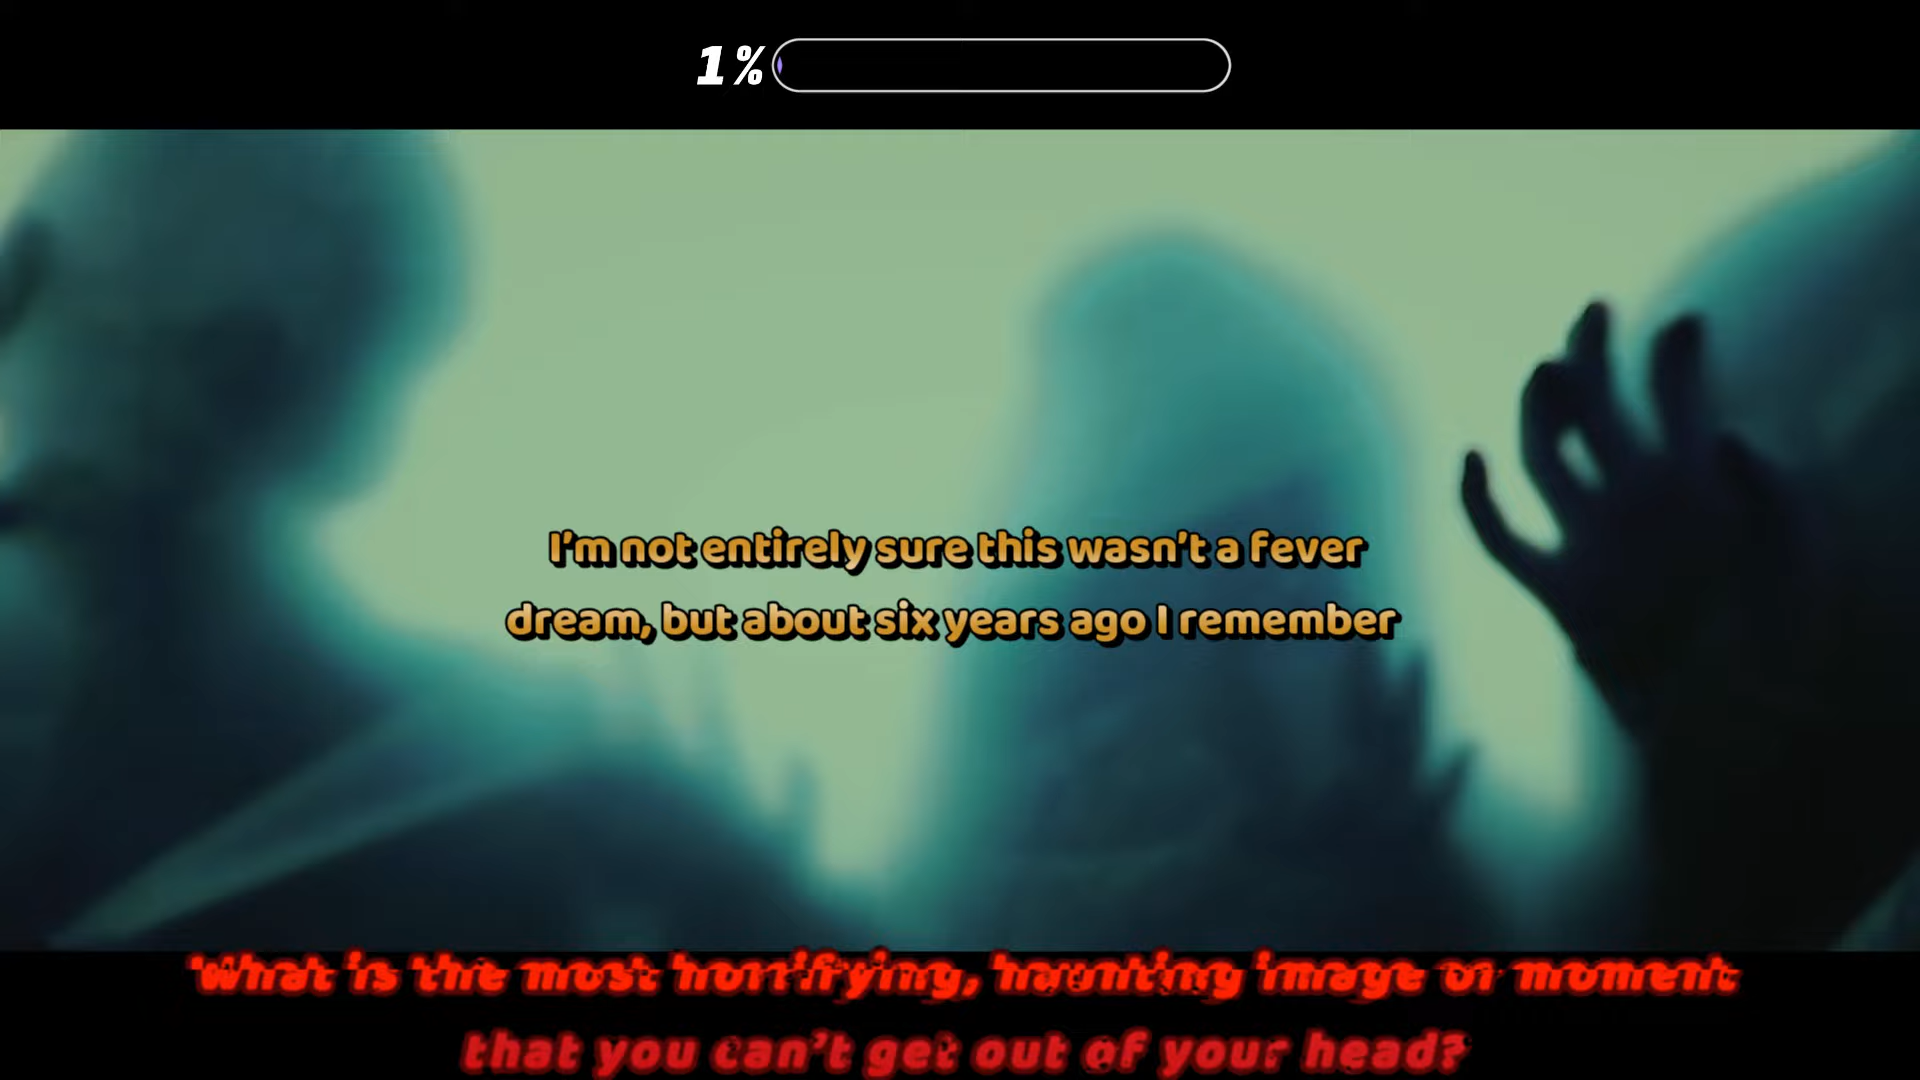 1%
I'm not entirely sure this wasn't a fever
dream, but about six years ago I remember
What is the most horrifying, haunting image or moment
that you can't get out of your head?